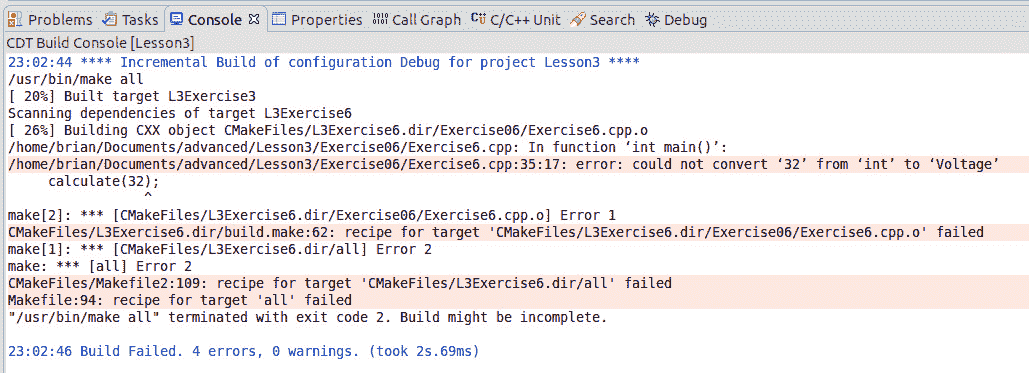 Problems Tasks Console Properties Call Graph C/C++ Unit Search Debug
CDT Build Console [Lesson3]
23:02:44 **** Incremental Build of configuration Debug for project Lesson3 ****
/usr/bin/make all
[ 20%] Built target L3Exercise3
Scanning dependencies of target L3Exercise6
[ 26%] Building CXX object CMakeFiles/L3Exercise6.dir/Exercise06/Exercise6.cpp.o
/home/brian/Documents/advanced/Lesson3/Exercise06/Exercise6.cpp: In function ‘int main()’:
/home/brian/Documents/advanced/Lesson3/Exercise06/Exercise6.cpp:35:17: error: could not convert ‘32’ from ‘int’ to ‘Voltage’
     calculate(32);
                 ^
make[2]: *** [CMakeFiles/L3Exercise6.dir/Exercise06/Exercise6.cpp.o] Error 1
CMakeFiles/L3Exercise6.dir/build.make:62: recipe for target 'CMakeFiles/L3Exercise6.dir/Exercise06/Exercise6.cpp.o' failed
make[1]: *** [CMakeFiles/L3Exercise6.dir/all] Error 2
make: *** [all] Error 2
CMakeFiles/Makefile2:109: recipe for target 'CMakeFiles/L3Exercise6.dir/all' failed
Makefile:94: recipe for target 'all' failed
"/usr/bin/make all" terminated with exit code 2. Build might be incomplete.
23:02:46 Build Failed. 4 errors, 0 warnings. (took 2s.69ms)